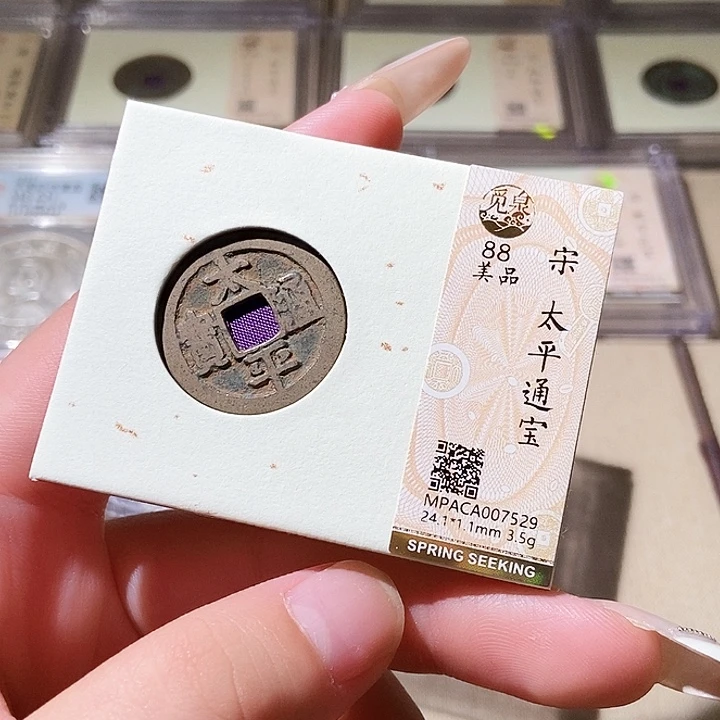 太平通寳
觅泉
88
美品
宋 太平通宝
MPACA007529
24.1*1.1mm 3.5g
SPRING SEEKING